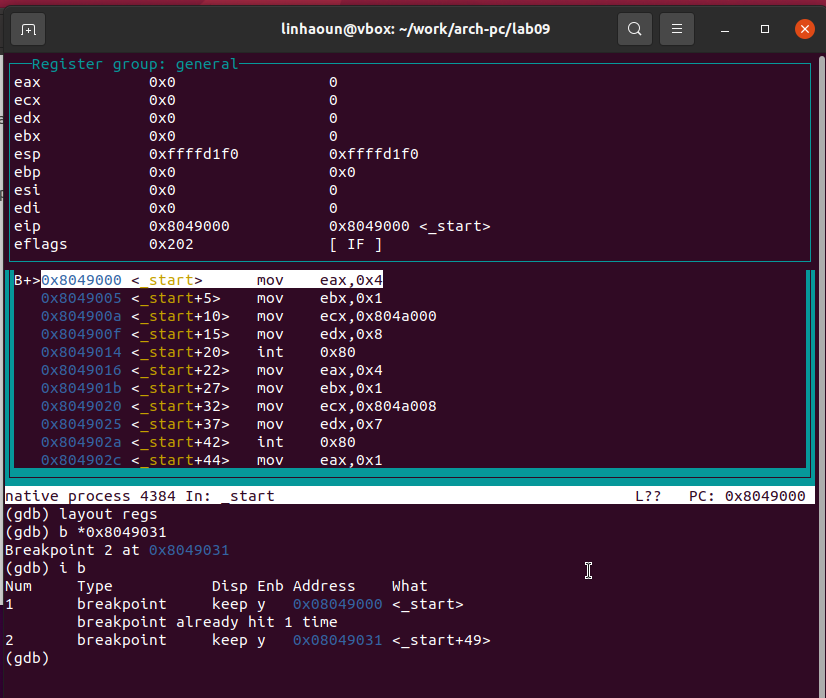 linhaoun@vbox: ~/work/arch-pc/lab09
Register group: general
eax 0x0 0
ecx 0x0 0
edx 0x0 0
ebx 0x0 0
esp 0xffffd1f0 0xffffd1f0
ebp 0x0 0x0
esi 0x0 0
edi 0x0 0
eip 0x8049000 0x8049000 <_start>
eflags 0x202 [ IF ]
B+>0x8049000 <_start> mov eax,0x4
0x8049005 <_start+5> mov ebx,0x1
0x804900a <_start+10> mov ecx,0x804a000
0x804900f <_start+15> mov edx,0x8
0x8049014 <_start+20> int 0x80
0x8049016 <_start+22> mov eax,0x4
0x804901b <_start+27> mov ebx,0x1
0x8049020 <_start+32> mov ecx,0x804a008
0x8049025 <_start+37> mov edx,0x7
0x804902a <_start+42> int 0x80
0x804902c <_start+44> mov eax,0x1
native process 4384 In: _start L?? PC: 0x8049000
(gdb) layout regs
(gdb) b *0x8049031
Breakpoint 2 at 0x8049031
(gdb) i b
Num Type Disp Enb Address What
1 breakpoint keep y 0x08049000 <_start>
breakpoint already hit 1 time
2 breakpoint keep y 0x08049031 <_start+49>
(gdb)